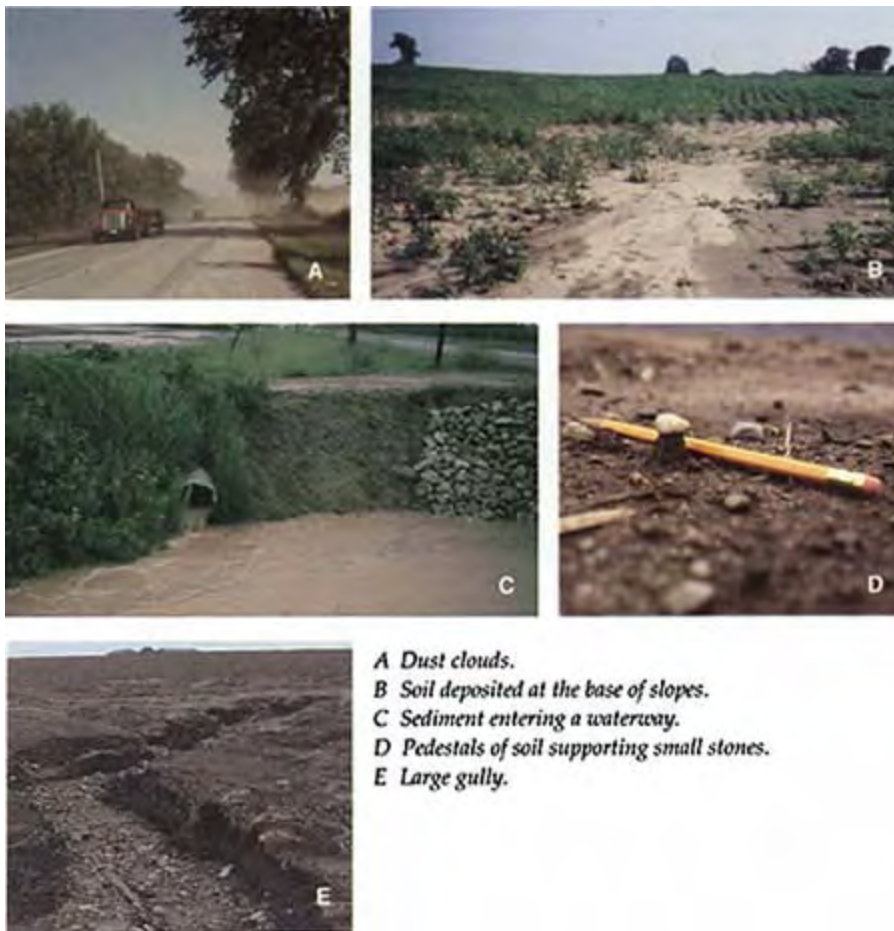 A
B
C
D
E
A Dust clouds.
B Soil deposited at the base of slopes.
C Sediment entering a waterway.
D Pedestals of soil supporting small stones.
E Large gully.